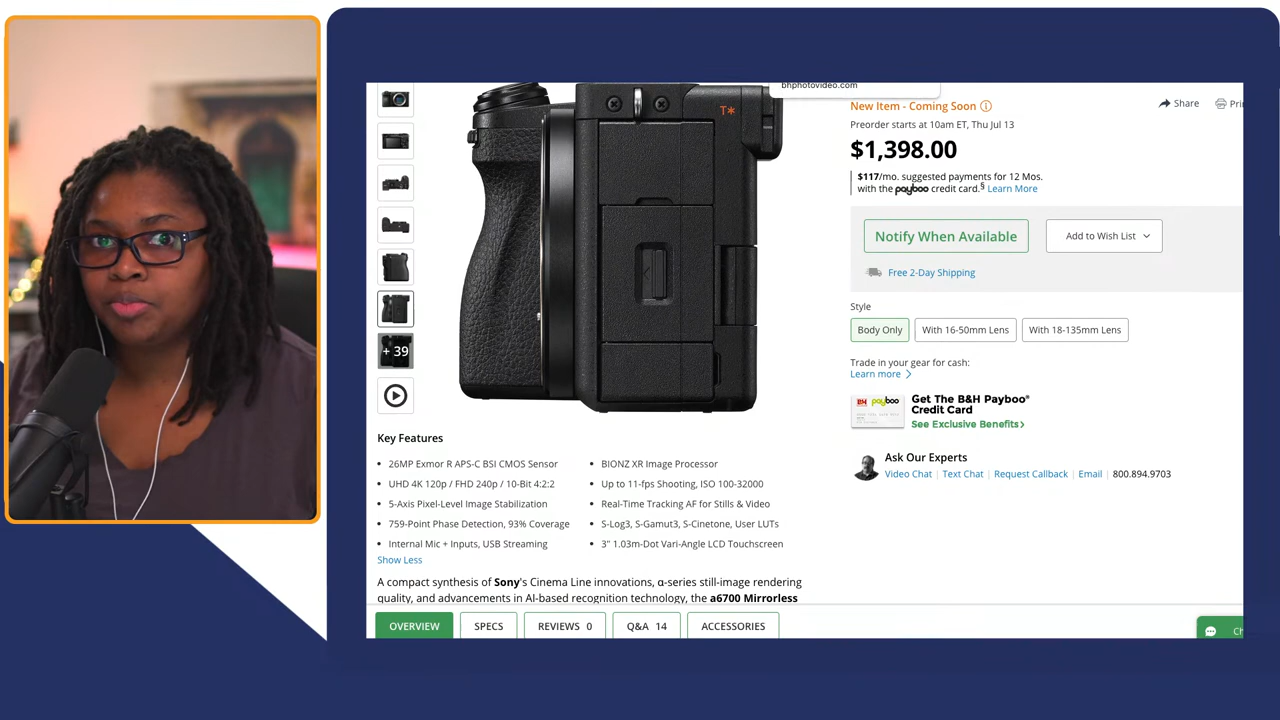 bhphotovideo.com
T*
New Item - Coming Soon
Share
Preorder starts at 10am ET, Thu Jul 13
$1,398.00
$117/mo. suggested payments for 12 Mos.
with the payboo credit card.§ Learn More
Notify When Available
Add to Wish List
Free 2-Day Shipping
Style
Body Only
With 16-50mm Lens
With 18-135mm Lens
+ 39
Trade in your gear for cash:
Learn more
Get The B&H Payboo®
Credit Card
See Exclusive Benefits
Ask Our Experts
Video Chat | Text Chat | Request Callback | Email | 800.894.9703
Key Features
• 26MP Exmor R APS-C BSI CMOS Sensor
• UHD 4K 120p / FHD 240p / 10-Bit 4:2:2
• 5-Axis Pixel-Level Image Stabilization
• 759-Point Phase Detection, 93% Coverage
• Internal Mic + Inputs, USB Streaming
• BIONZ XR Image Processor
• Up to 11-fps Shooting, ISO 100-32000
• Real-Time Tracking AF for Stills & Video
• S-Log3, S-Gamut3, S-Cinetone, User LUTs
• 3" 1.03m-Dot Vari-Angle LCD Touchscreen
Show Less
A compact synthesis of Sony's Cinema Line innovations, α-series still-image rendering
quality, and advancements in AI-based recognition technology, the a6700 Mirrorless
OVERVIEW
SPECS
REVIEWS 0
Q&A 14
ACCESSORIES